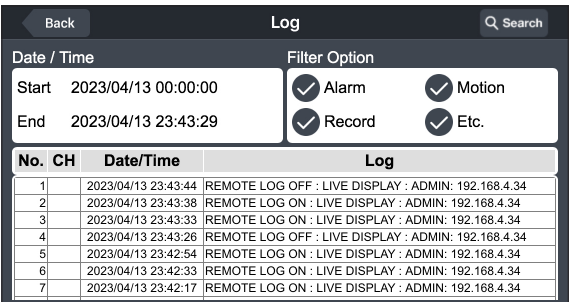 Back Log Search
Date / Time Filter Option
Start 2023/04/13 00:00:00 Alarm Motion
End 2023/04/13 23:43:29 Record Etc.
No. CH Date/Time Log
1 2023/04/13 23:43:44 REMOTE LOG OFF : LIVE DISPLAY : ADMIN: 192.168.4.34
2 2023/04/13 23:43:38 REMOTE LOG ON : LIVE DISPLAY : ADMIN: 192.168.4.34
3 2023/04/13 23:43:33 REMOTE LOG ON : LIVE DISPLAY : ADMIN: 192.168.4.34
4 2023/04/13 23:43:26 REMOTE LOG OFF : LIVE DISPLAY : ADMIN: 192.168.4.34
5 2023/04/13 23:42:54 REMOTE LOG ON : LIVE DISPLAY : ADMIN: 192.168.4.34
6 2023/04/13 23:42:33 REMOTE LOG ON : LIVE DISPLAY : ADMIN: 192.168.4.34
7 2023/04/13 23:42:17 REMOTE LOG ON : LIVE DISPLAY : ADMIN: 192.168.4.34